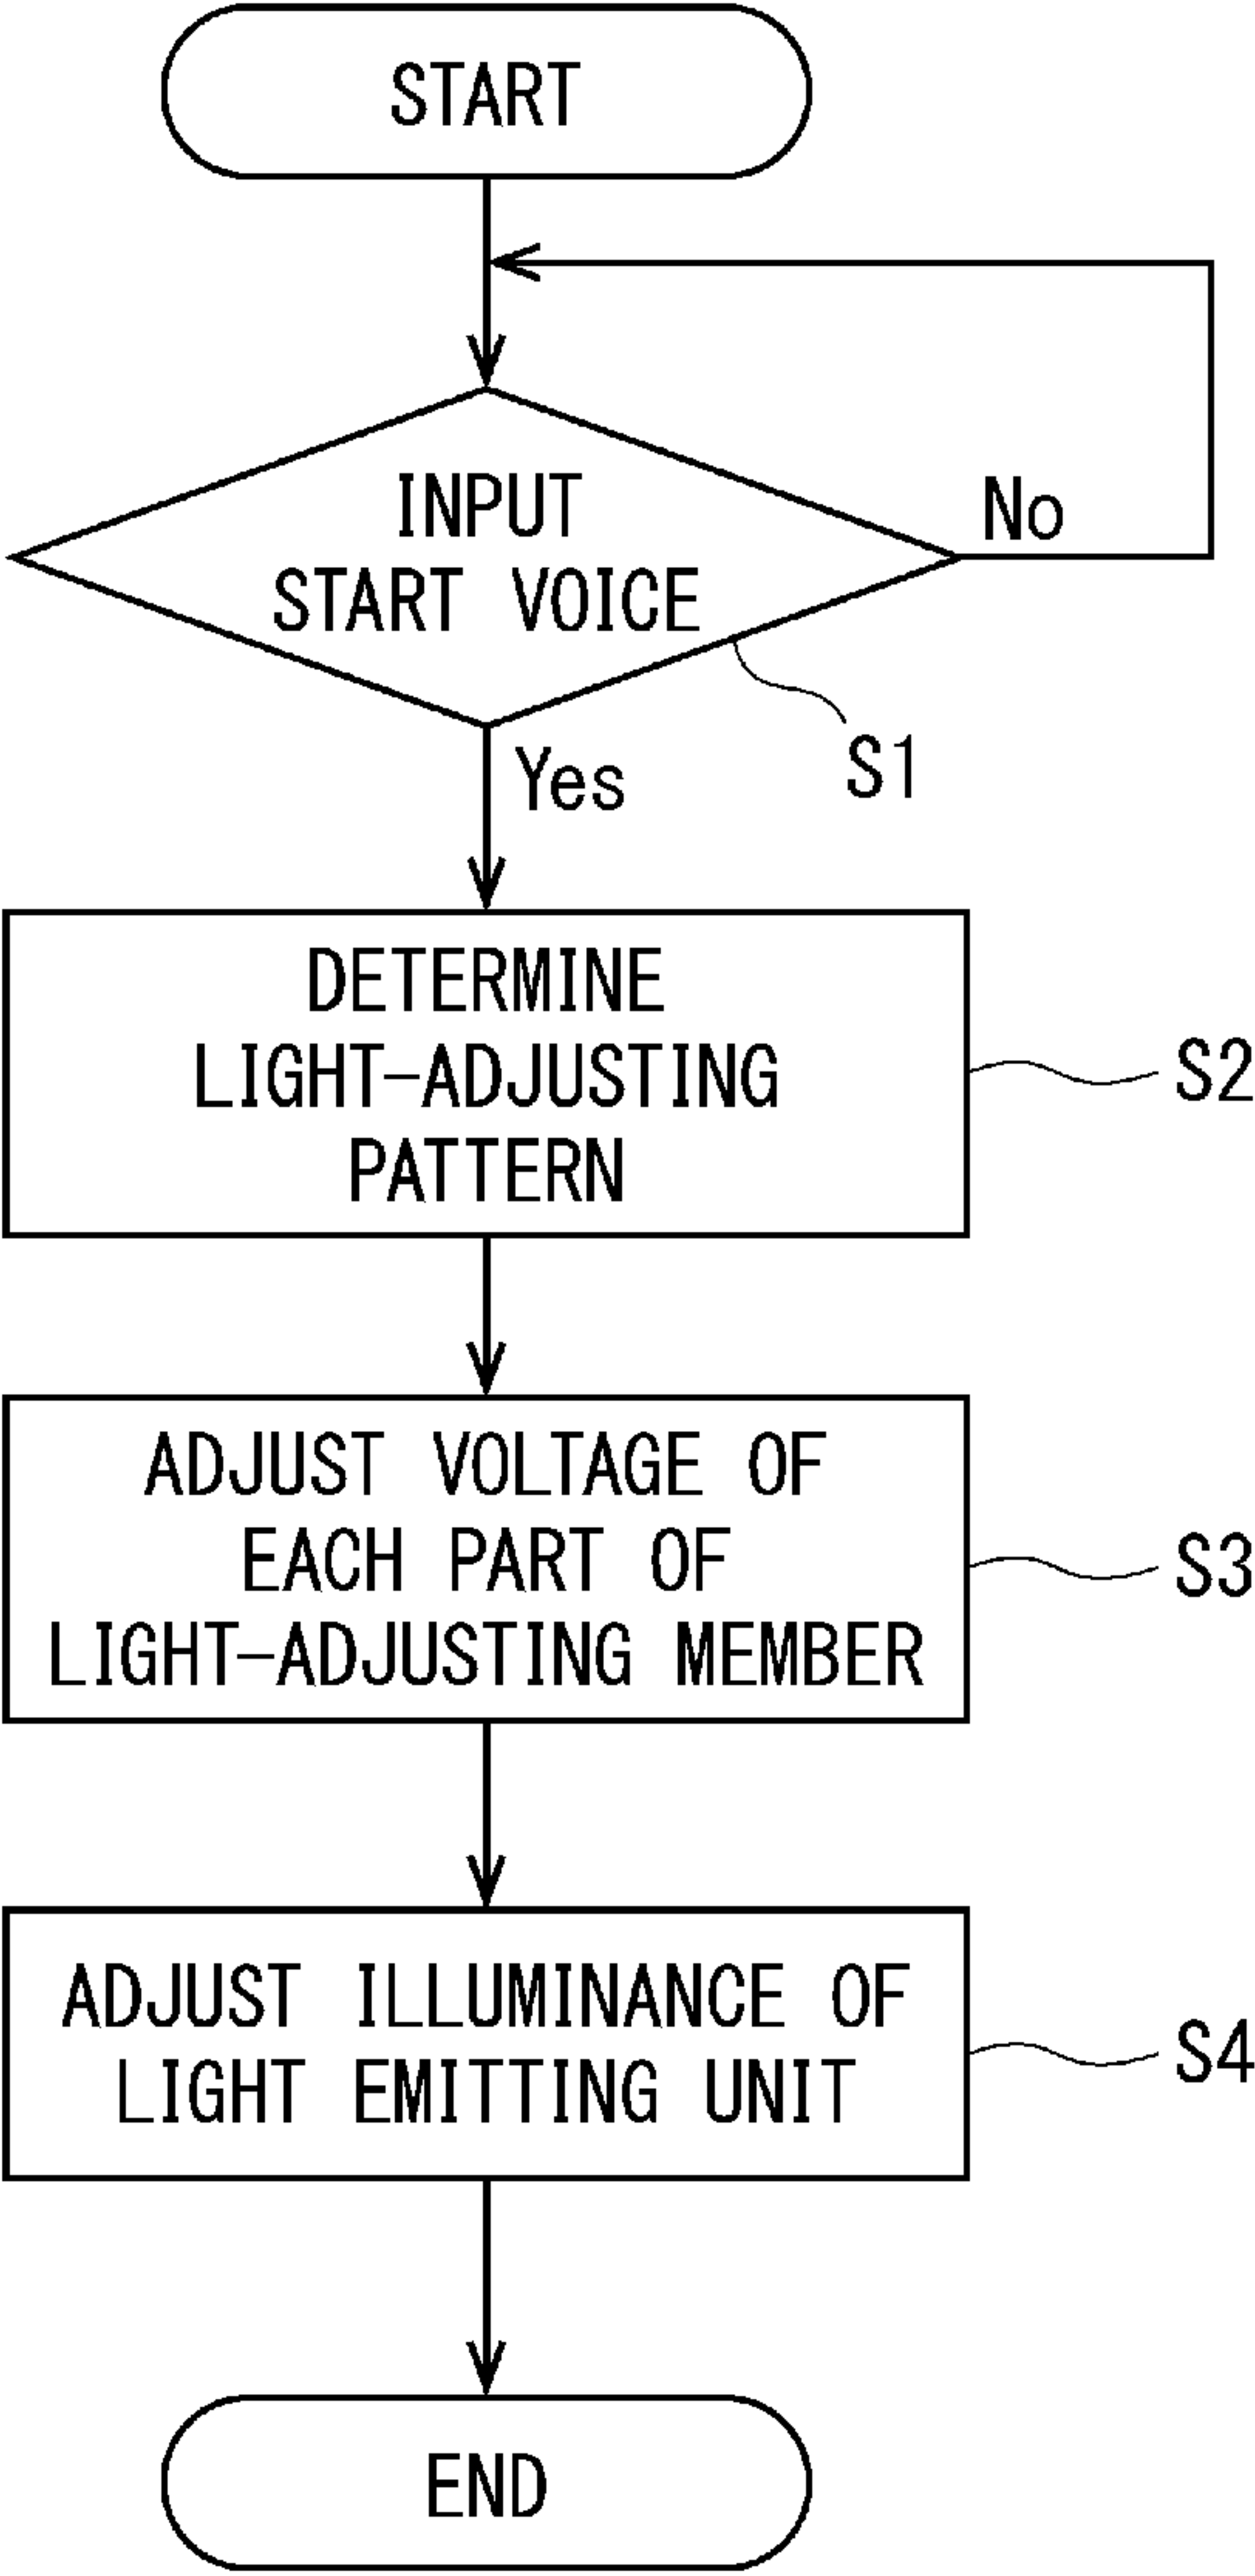 START
INPUT
START VOICE
No
S1
Yes
DETERMINE
LIGHT-ADJUSTING
PATTERN
S2
ADJUST VOLTAGE OF
EACH PART OF
LIGHT-ADJUSTING MEMBER
S3
ADJUST ILLUMINANCE OF
LIGHT EMITTING UNIT
S4
END